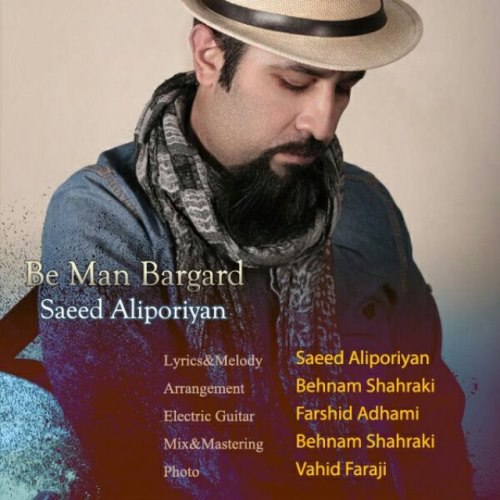 Be Man Bargard
Saeed Aliporiyan
Lyrics&Melody Saeed Aliporiyan
Arrangement Behnam Shahraki
Electric Guitar Farshid Adhami
Mix&Mastering Behnam Shahraki
Photo Vahid Faraji